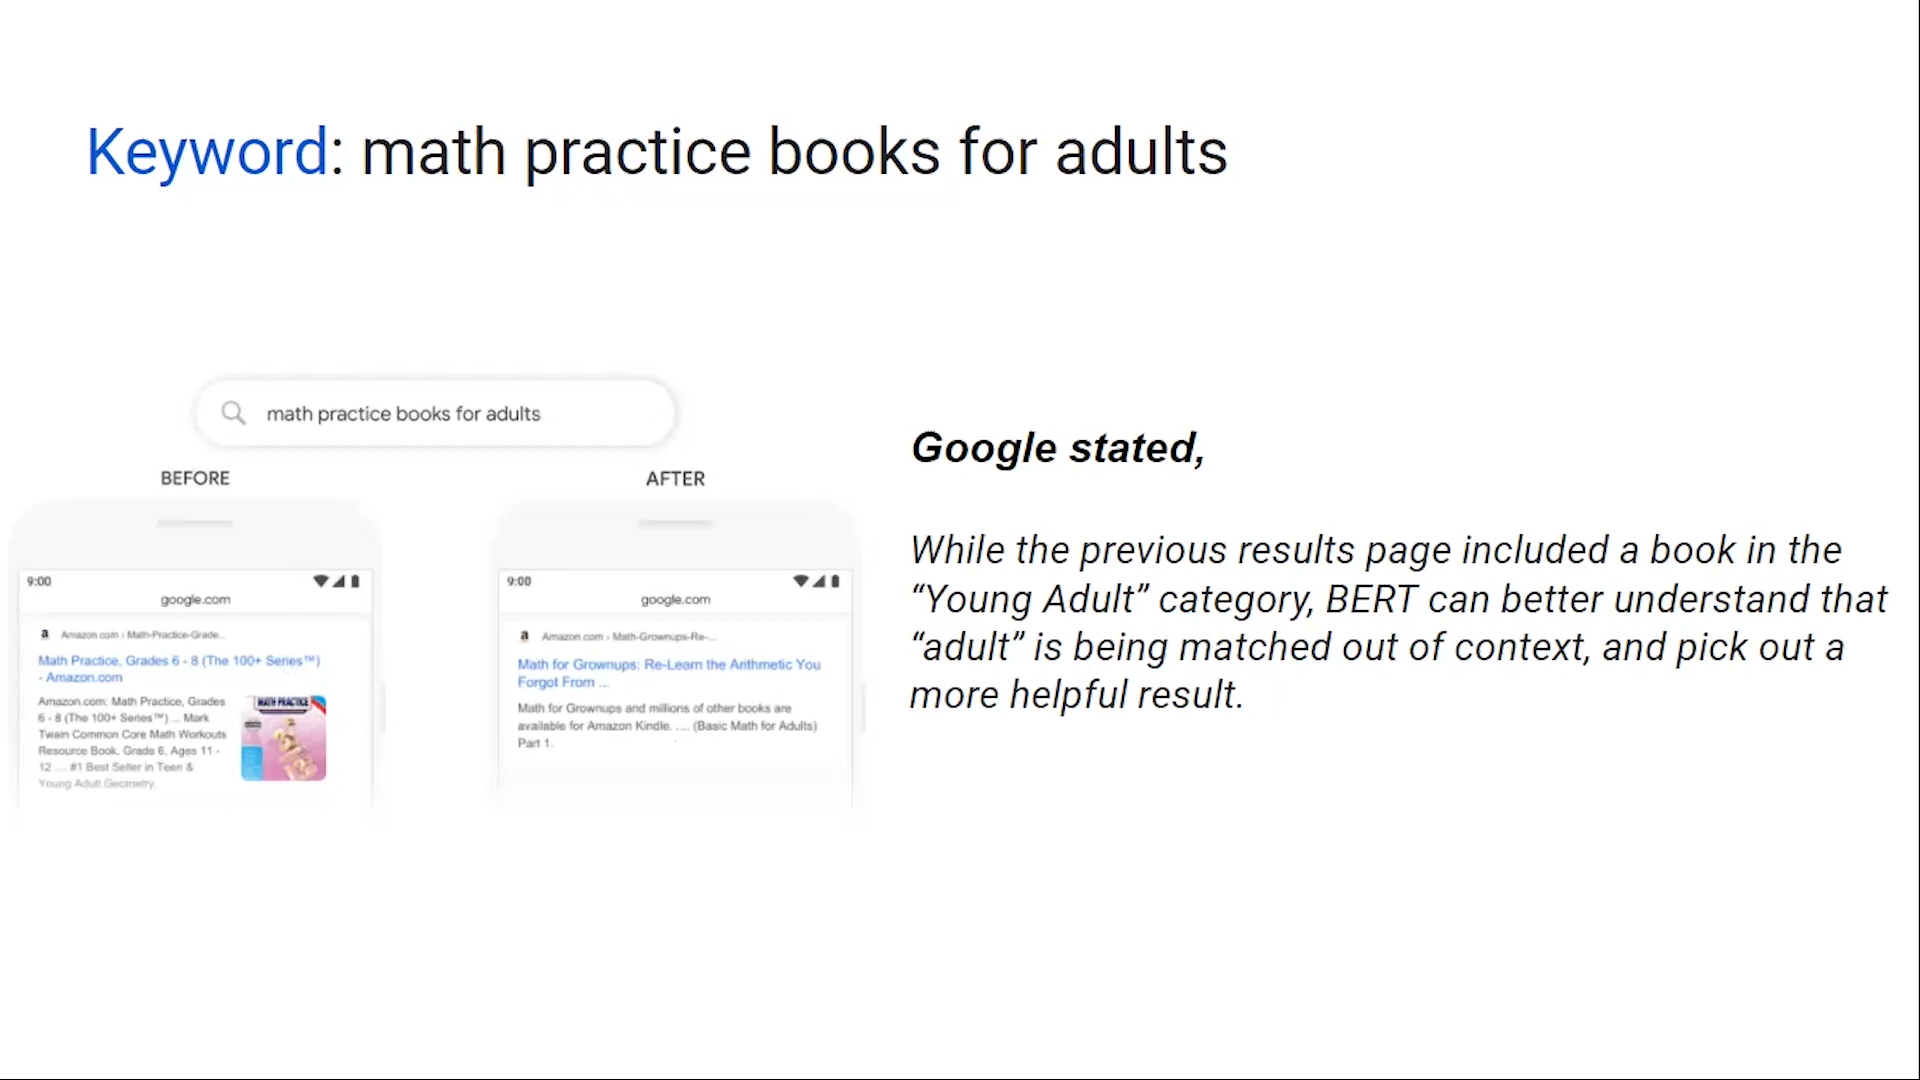 Keyword: math practice books for adults
math practice books for adults
BEFORE
9:00
google.com
a Amazon.com › Math-Practice-Grade...
Math Practice, Grades 6 - 8 (The 100+ Series™)
- Amazon.com
Amazon.com: Math Practice, Grades
6 - 8 (The 100+ Series™) ... Mark
Twain Common Core Math Workouts
Resource Book, Grade 6, Ages 11 -
12 .... #1 Best Seller in Teen &
Young Adult Geometry.
MATH PRACTICE
AFTER
9:00
google.com
a Amazon.com › Math-Grownups-Re-...
Math for Grownups: Re-Learn the Arithmetic You
Forgot From ...
Math for Grownups and millions of other books are
available for Amazon Kindle. .... (Basic Math for Adults)
Part 1.
Google stated,
While the previous results page included a book in the
“Young Adult” category, BERT can better understand that
“adult” is being matched out of context, and pick out a
more helpful result.